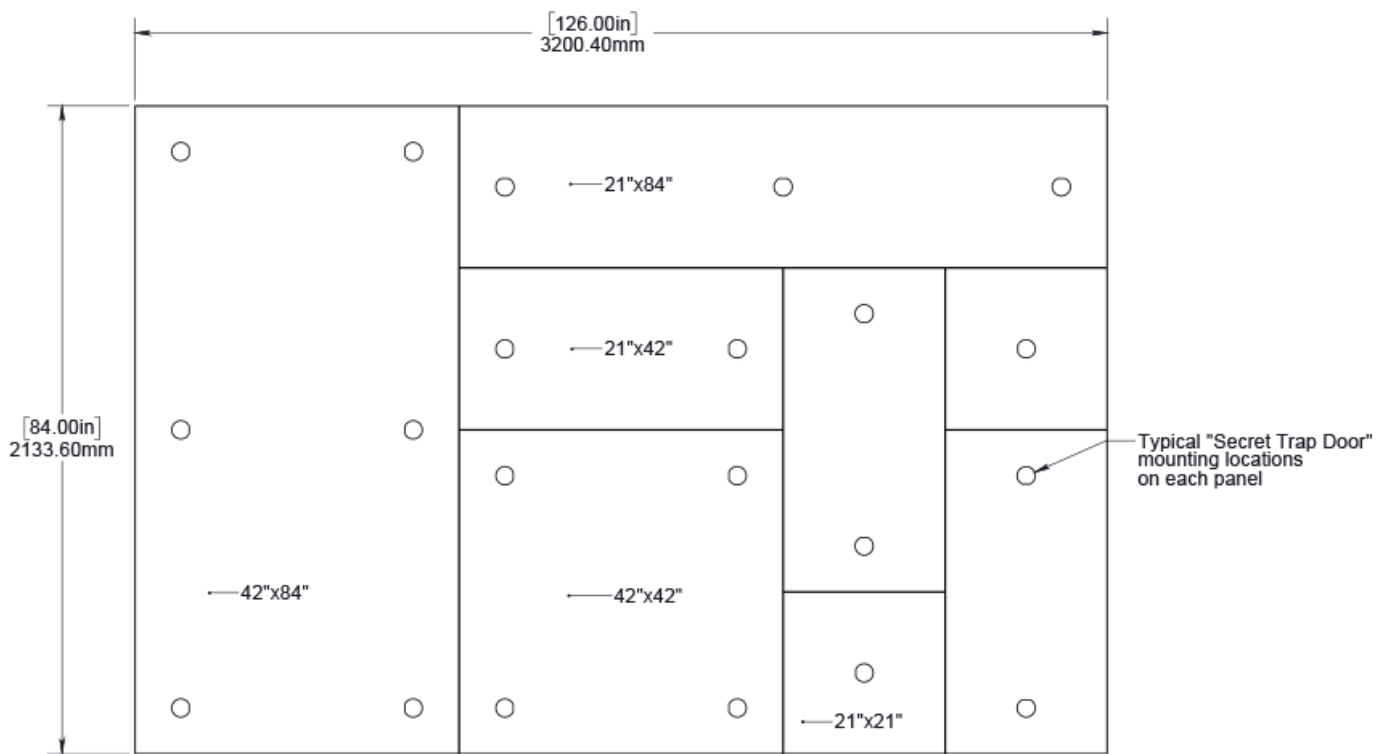 [126.00in]
3200.40mm
21"x84"
21"x42"
[84.00in]
2133.60mm
Typical "Secret Trap Door"
mounting locations
on each panel
42"x84"
42"x42"
21"x21"